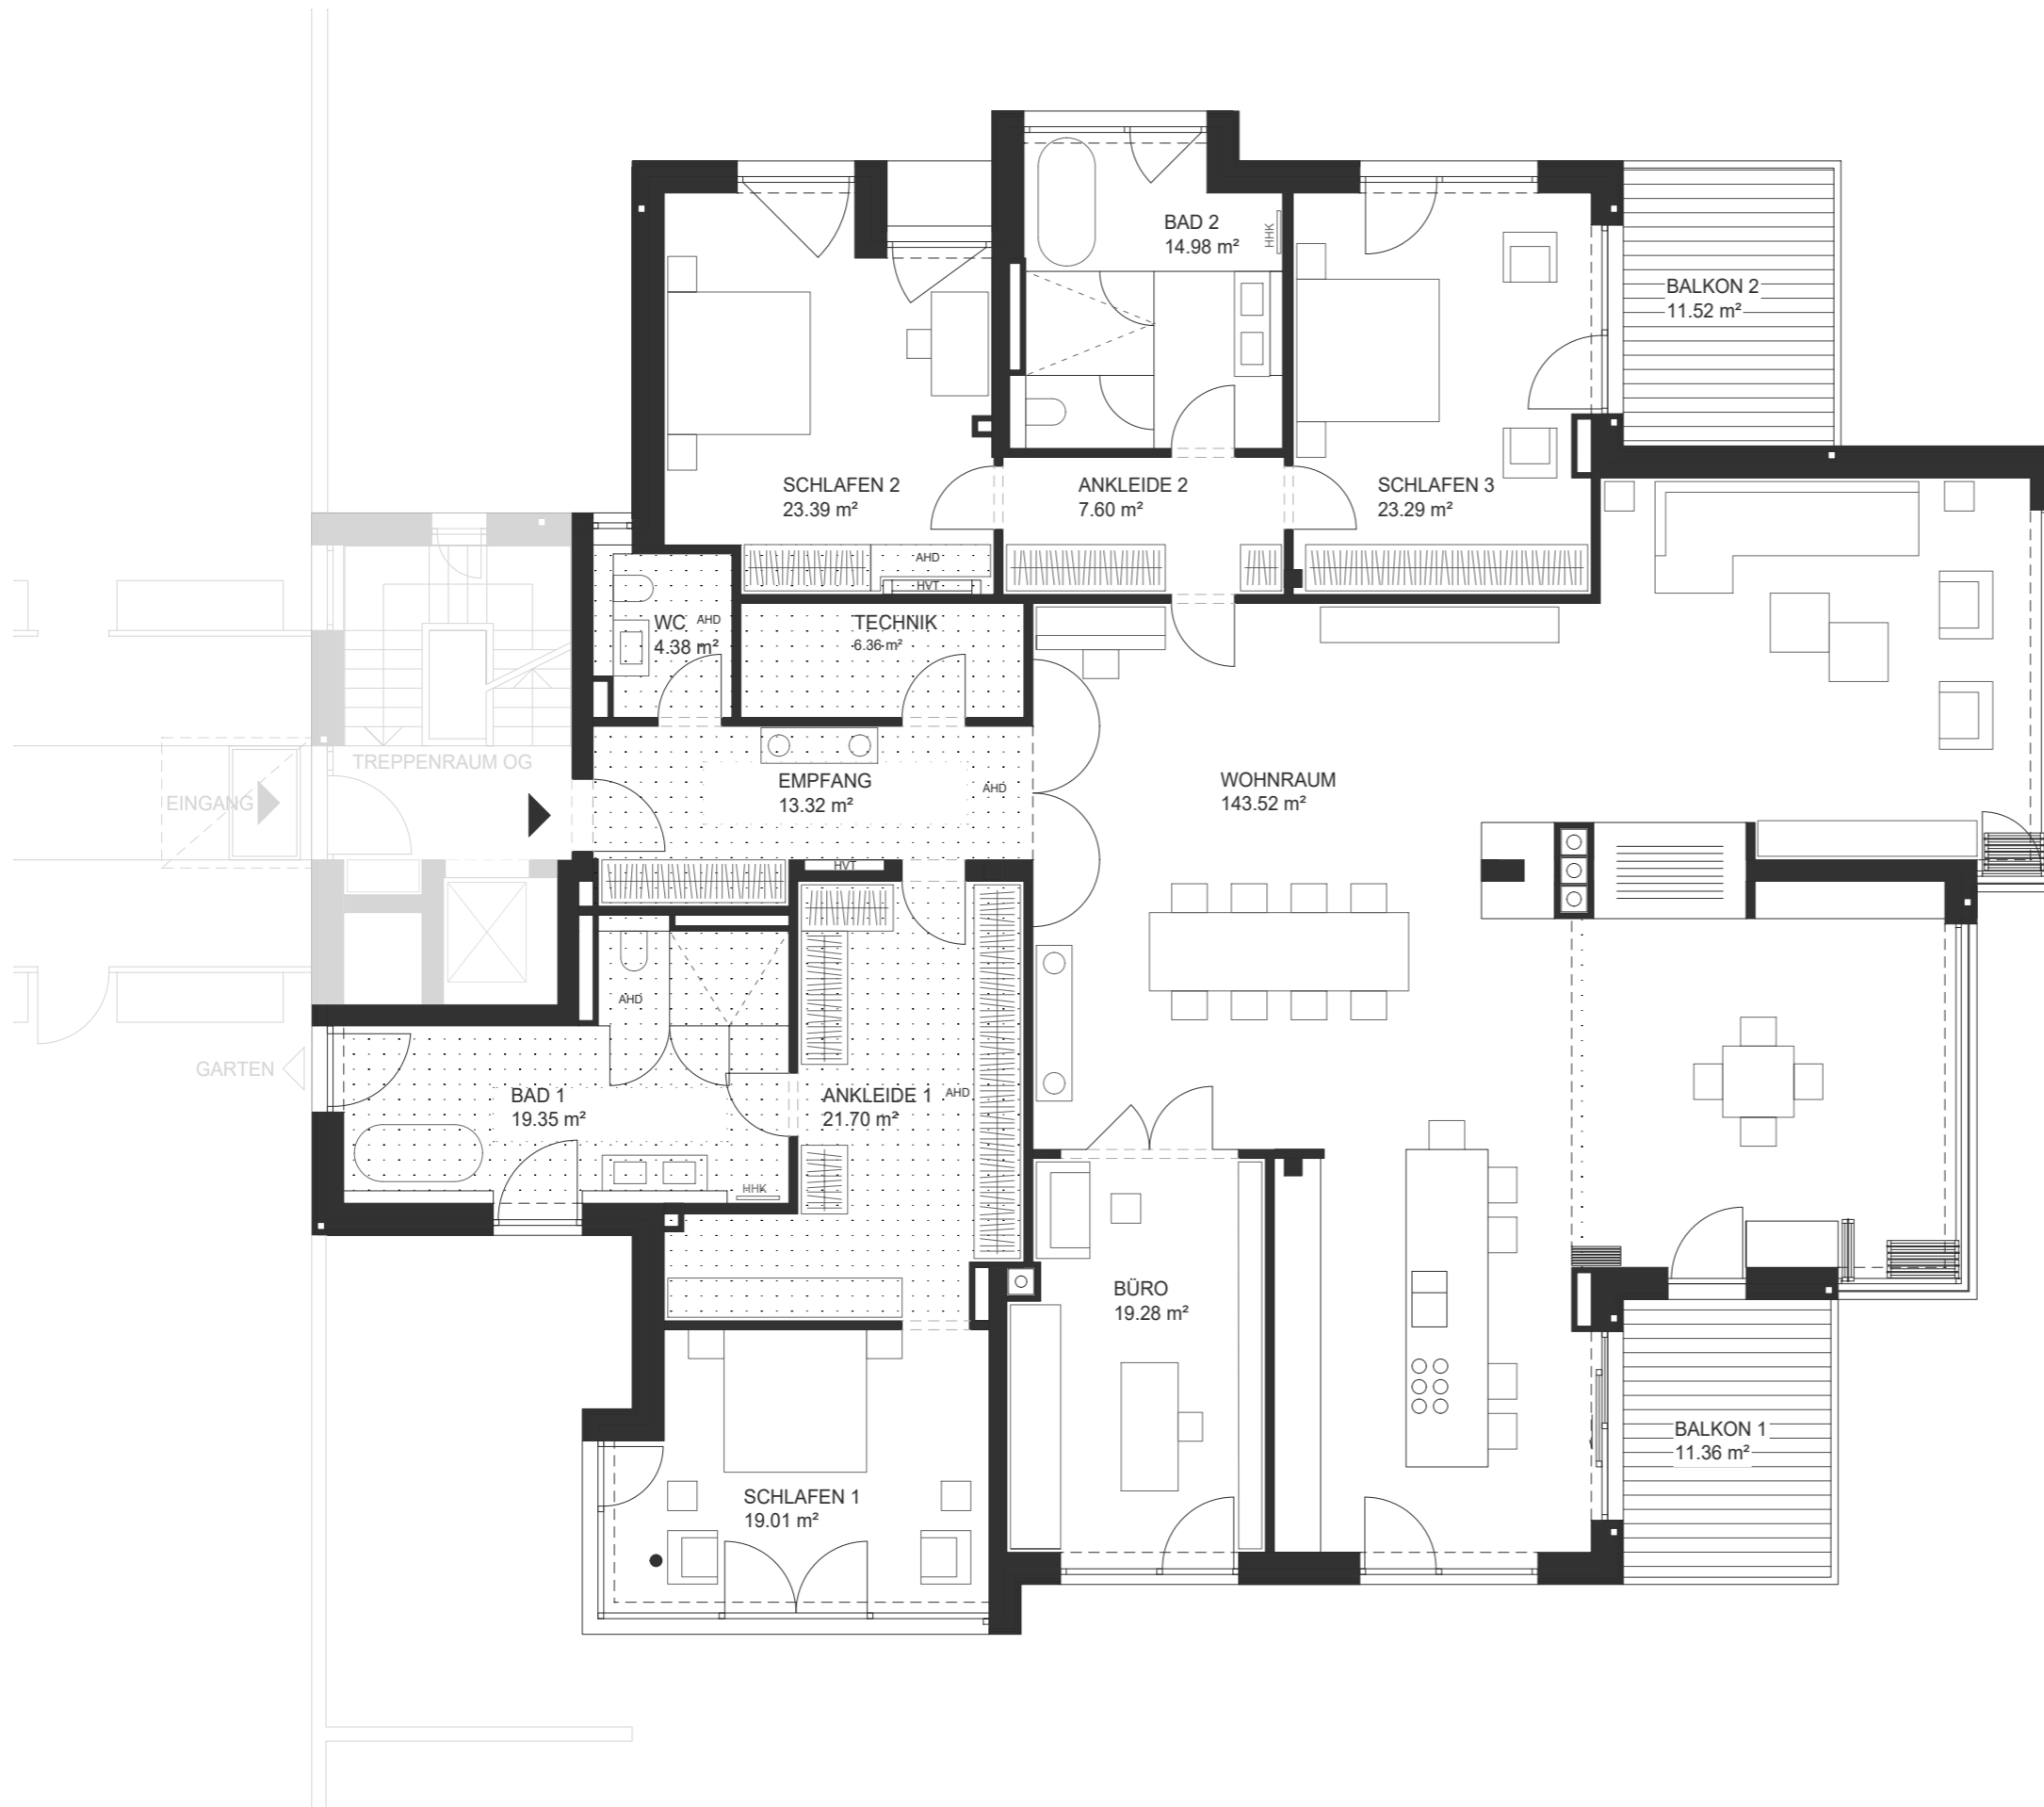 BAD 2
14.98 m²
HHK
BALKON 2
11.52 m²
SCHLAFEN 2
23.39 m²
ANKLEIDE 2
7.60 m²
SCHLAFEN 3
23.29 m²
AHD
HVT
WC
AHD
4.38 m²
TECHNIK
6.36 m²
TREPPENRAUM OG
EINGANG
EMPFANG
13.32 m²
AHD
WOHNRAUM
143.52 m²
HVT
AHD
GARTEN
BAD 1
19.35 m²
ANKLEIDE 1
21.70 m²
AHD
HHK
BÜRO
19.28 m²
BALKON 1
11.36 m²
SCHLAFEN 1
19.01 m²